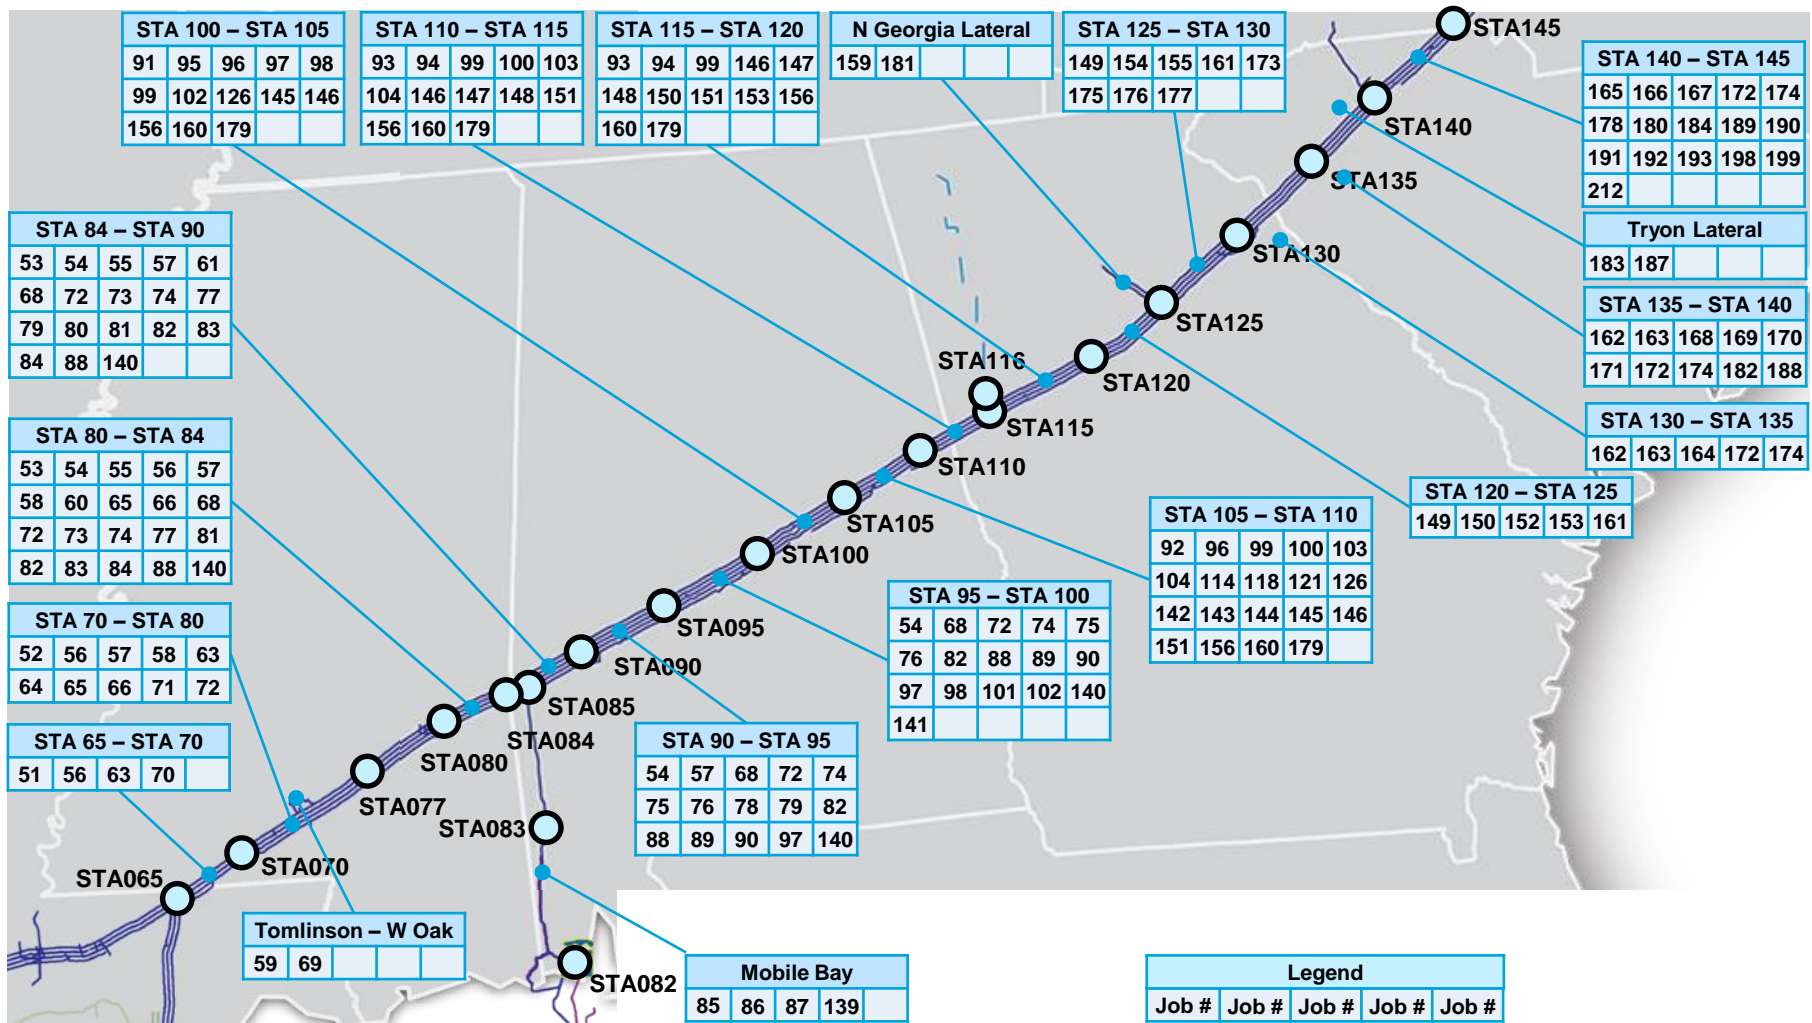 STA 100 – STA 105
91 95 96 97 98
99 102 126 145 146
156 160 179
STA 110 – STA 115
93 94 99 100 103
104 146 147 148 151
156 160 179
STA 115 – STA 120
93 94 99 146 147
148 150 151 153 156
160 179
N Georgia Lateral
159 181
STA 125 – STA 130
149 154 155 161 173
175 176 177
STA145
STA 140 – STA 145
165 166 167 172 174
178 180 184 189 190
191 192 193 198 199
212
STA140
STA135
Tryon Lateral
183 187
STA130
STA 135 – STA 140
162 163 168 169 170
171 172 174 182 188
STA 84 – STA 90
53 54 55 57 61
68 72 73 74 77
79 80 81 82 83
84 88 140
STA125
STA116
STA120
STA115
STA 130 – STA 135
162 163 164 172 174
STA 80 – STA 84
53 54 55 56 57
58 60 65 66 68
72 73 74 77 81
82 83 84 88 140
STA110
STA 120 – STA 125
149 150 152 153 161
STA105
STA 105 – STA 110
92 96 99 100 103
104 114 118 121 126
142 143 144 145 146
151 156 160 179
STA100
STA 95 – STA 100
54 68 72 74 75
76 82 88 89 90
97 98 101 102 140
141
STA 70 – STA 80
52 56 57 58 63
64 65 66 71 72
STA095
STA090
STA085
STA084
STA080
STA 65 – STA 70
51 56 63 70
STA 90 – STA 95
54 57 68 72 74
75 76 78 79 82
88 89 90 97 140
STA077
STA083
STA070
STA065
Tomlinson – W Oak
59 69
STA082
Mobile Bay
85 86 87 139
Legend
Job # Job # Job # Job # Job #